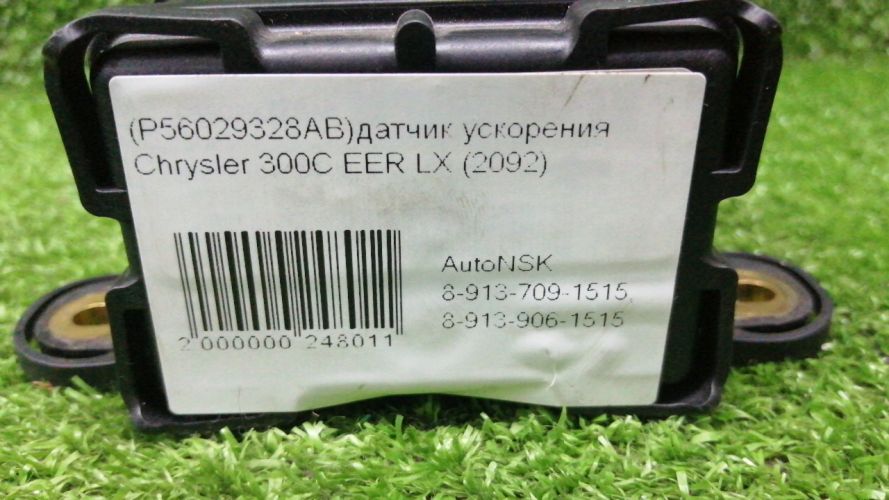 (P56029328AB)датчик ускорения
Chrysler 300C EER LX (2092)
AutoNSK
8-913-709-1515,
8-913-906-1515
2 000000 248011